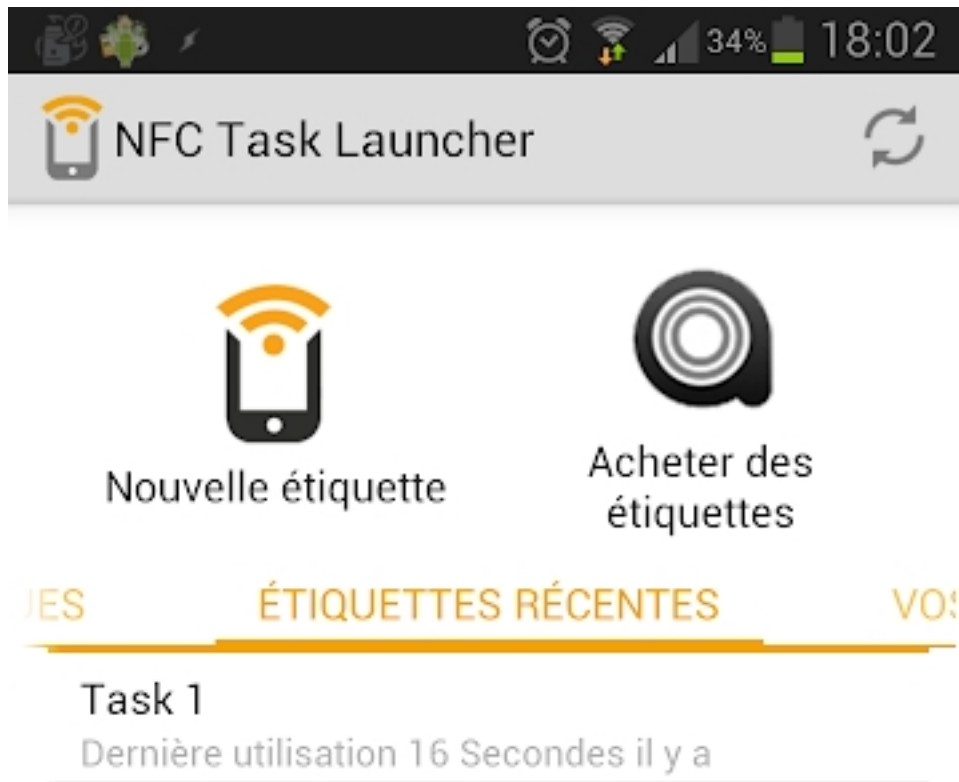 34% 18:02
NFC Task Launcher
Nouvelle étiquette
Acheter des
étiquettes
ÉTIQUETTES RÉCENTES
Task 1
Dernière utilisation 16 Secondes il y a